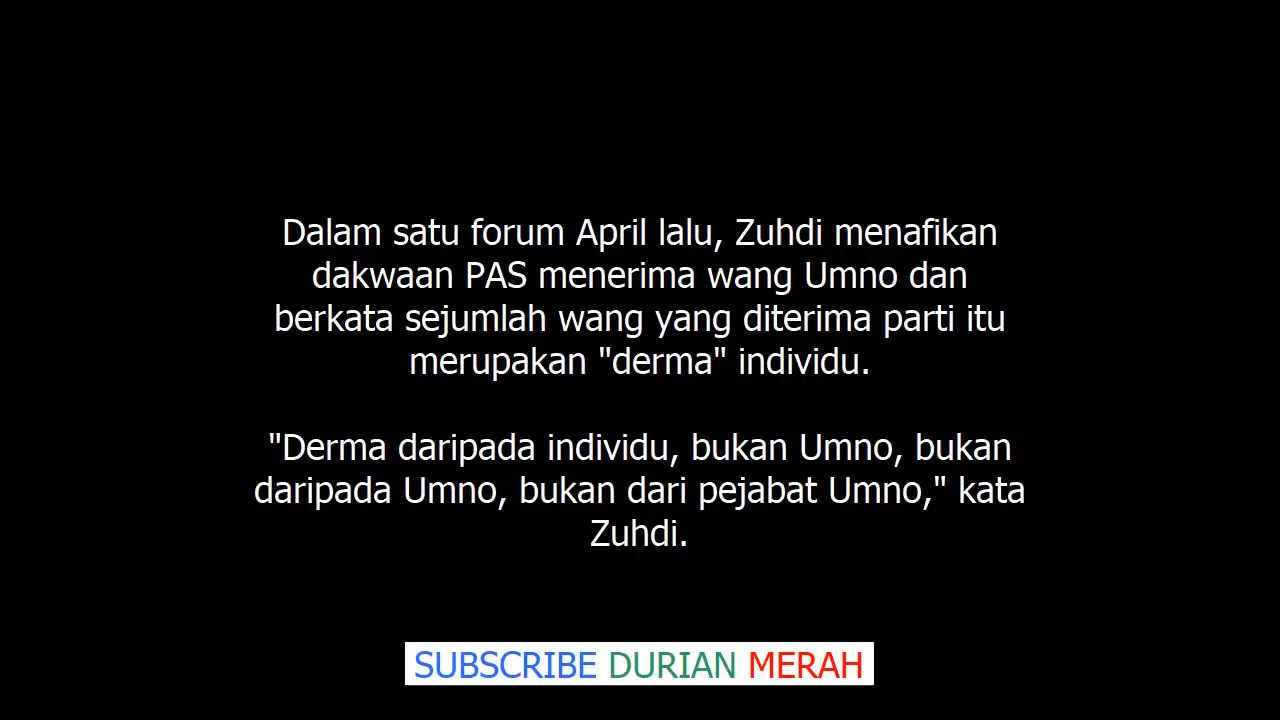 Dalam satu forum April lalu, Zuhdi menafikan
dakwaan PAS menerima wang Umno dan
berkata sejumlah wang yang diterima parti itu
merupakan "derma" individu.
"Derma daripada individu, bukan Umno, bukan
daripada Umno, bukan dari pejabat Umno," kata
Zuhdi.
SUBSCRIBE DURIAN MERAH